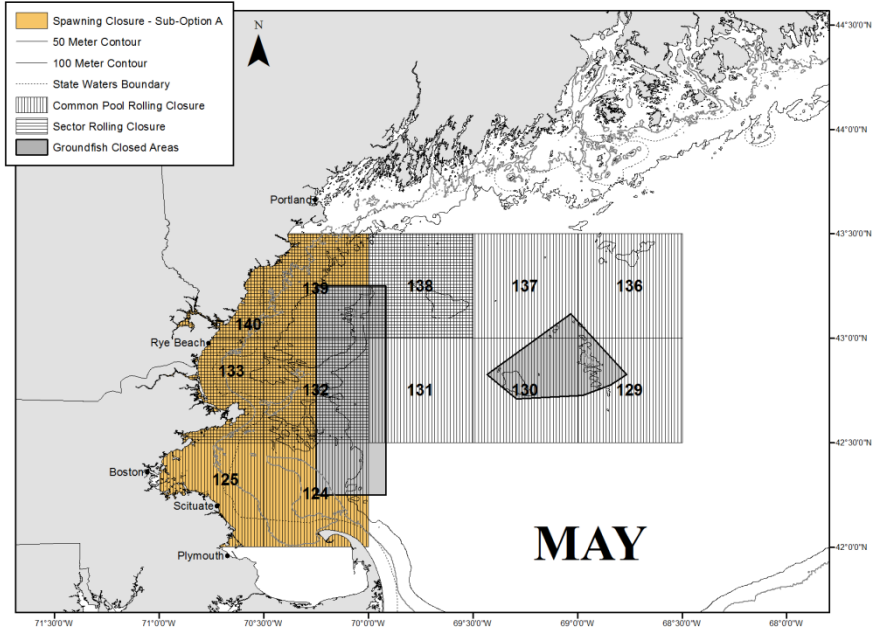 Spawning Closure - Sub-Option A
50 Meter Contour
100 Meter Contour
State Waters Boundary
Common Pool Rolling Closure
Sector Rolling Closure
Groundfish Closed Areas
N
44°30'0"N
44°0'0"N
Portland
43°30'0"N
139
138
137
136
140
Rye Beach
43°0'0"N
133
132
131
130
129
42°30'0"N
Boston
125
124
Scituate
MAY
42°0'0"N
Plymouth
71°30'0"W
71°0'0"W
70°30'0"W
70°0'0"W
69°30'0"W
69°0'0"W
68°30'0"W
68°0'0"W